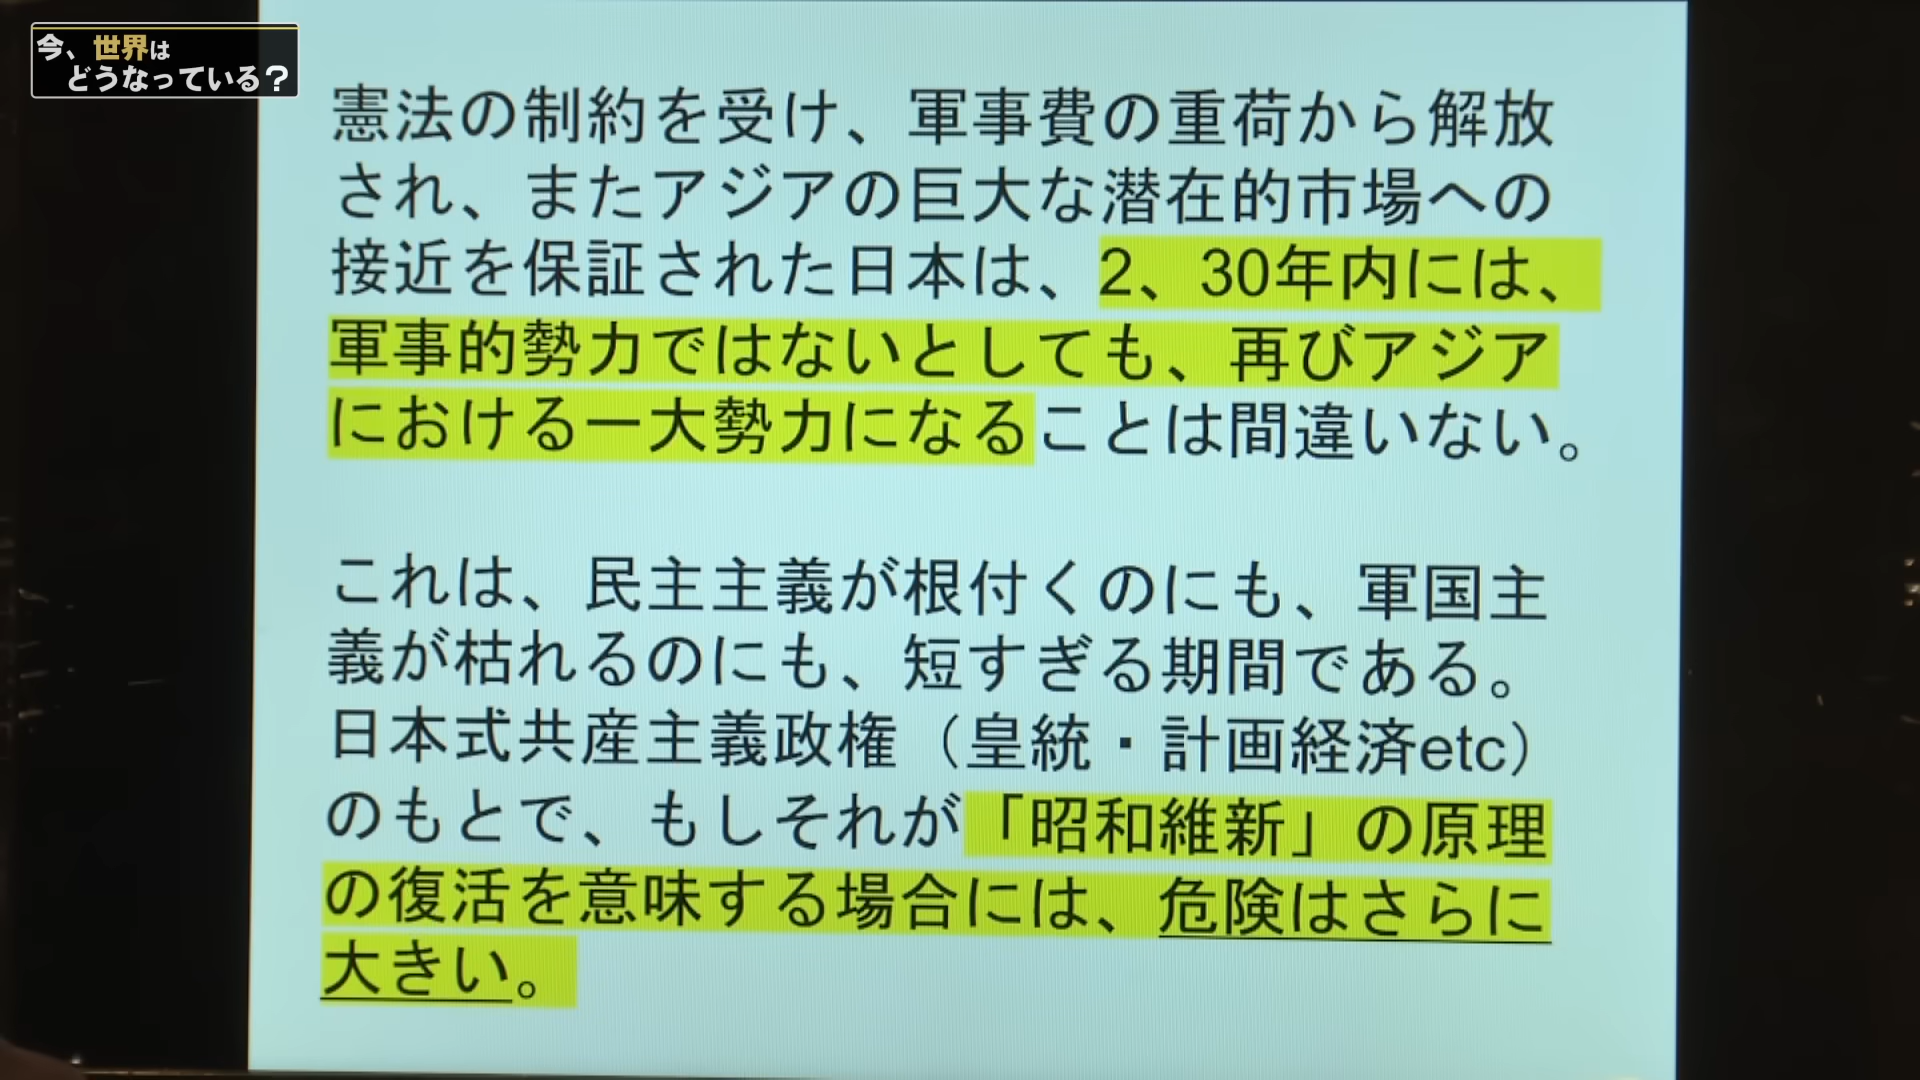 今、世界は
どうなっている？
憲法の制約を受け、軍事費の重荷から解放
され、またアジアの巨大な潜在的市場への
接近を保証された日本は、2、30年内には、
軍事的勢力ではないとしても、再びアジア
における一大勢力になることは間違いない。
これは、民主主義が根付くのにも、軍国主
義が枯れるのにも、短すぎる期間である。
日本式共産主義政権（皇統・計画経済etc）
のもとで、もしそれが「昭和維新」の原理
の復活を意味する場合には、危険はさらに
大きい。